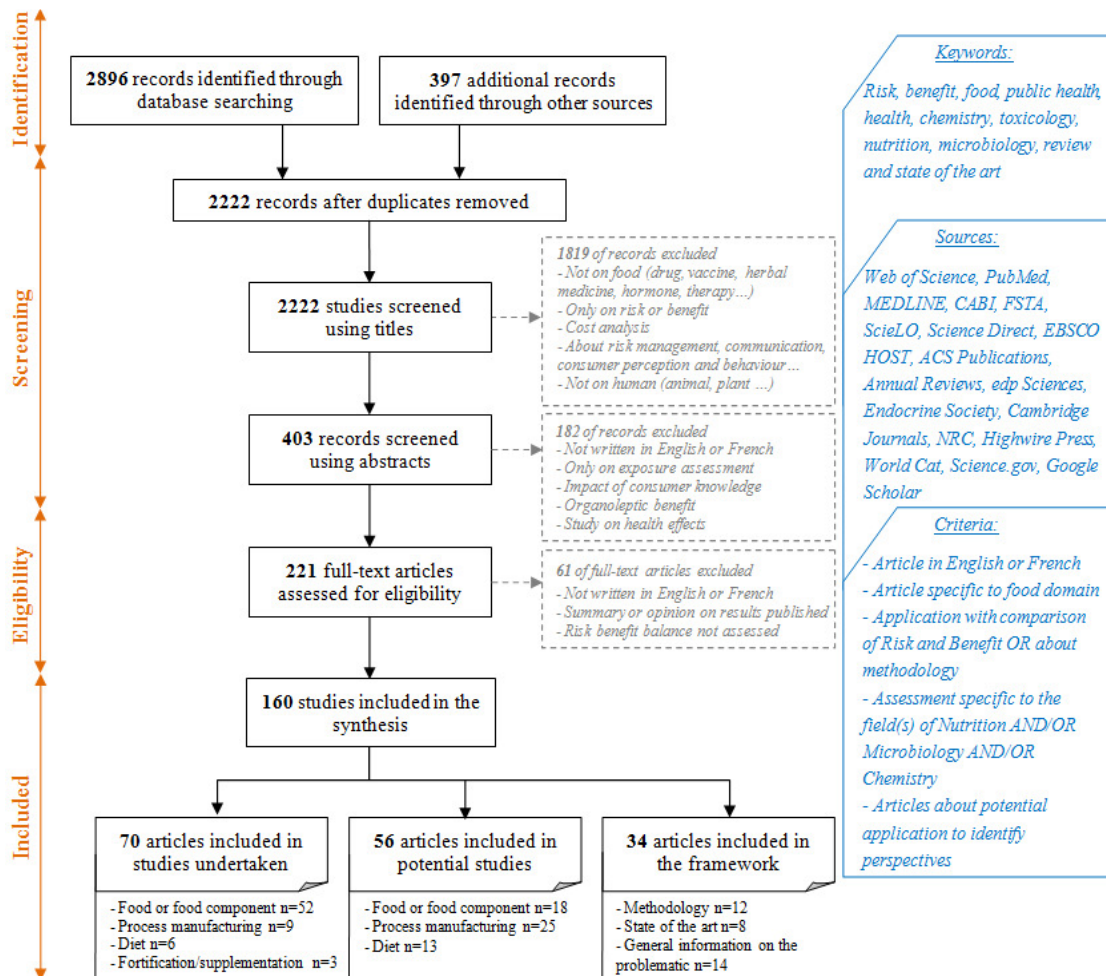 Identification
2896 records identified through
database searching
397 additional records
identified through other sources
Screening
2222 records after duplicates removed
2222 studies screened
using titles
1819 of records excluded
- Not on food (drug, vaccine, herbal
medicine, hormone, therapy…)
- Only on risk or benefit
- Cost analysis
- About risk management, communication,
consumer perception and behaviour…
- Not on human (animal, plant …)
403 records screened
using abstracts
182 of records excluded
- Not written in English or French
- Only on exposure assessment
- Impact of consumer knowledge
- Organoleptic benefit
- Study on health effects
Eligibility
221 full-text articles
assessed for eligibility
61 of full-text articles excluded
- Not written in English or French
- Summary or opinion on results published
- Risk benefit balance not assessed
Included
160 studies included in the
synthesis
70 articles included in
studies undertaken
- Food or food component n=52
- Process manufacturing n=9
- Diet n=6
- Fortification/supplementation n=3
56 articles included in
potential studies
- Food or food component n=18
- Process manufacturing n=25
- Diet n=13
34 articles included in
the framework
- Methodology n=12
- State of the art n=8
- General information on the
problematic n=14
Keywords:
Risk, benefit, food, public health,
health, chemistry, toxicology,
nutrition, microbiology, review
and state of the art
Sources:
Web of Science, PubMed,
MEDLINE, CABI, FSTA,
ScieLO, Science Direct, EBSCO
HOST, ACS Publications,
Annual Reviews, edp Sciences,
Endocrine Society, Cambridge
Journals, NRC, Highwire Press,
World Cat, Science.gov, Google
Scholar
Criteria:
- Article in English or French
- Article specific to food domain
- Application with comparison
of Risk and Benefit OR about
methodology
- Assessment specific to the
field(s) of Nutrition AND/OR
Microbiology AND/OR
Chemistry
- Articles about potential
application to identify
perspectives